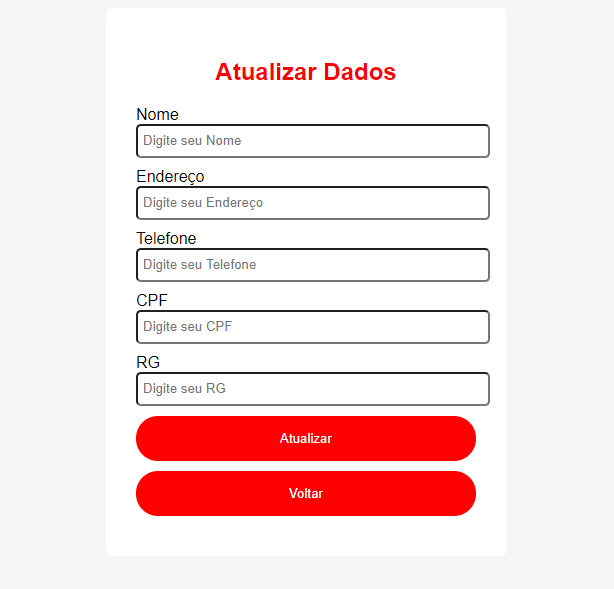 Atualizar Dados
Nome
Digite seu Nome
Endereço
Digite seu Endereço
Telefone
Digite seu Telefone
CPF
Digite seu CPF
RG
Digite seu RG
Atualizar
Voltar